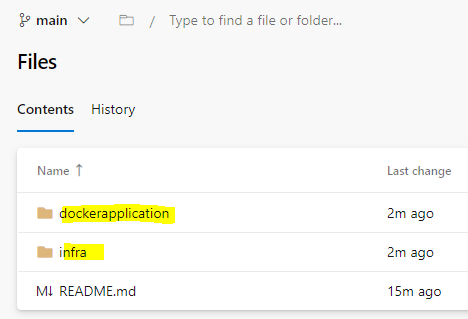 main / Type to find a file or folder...
Files
Contents History
Name ↑ Last change
dockerapplication 2m ago
infra 2m ago
M↓ README.md 15m ago